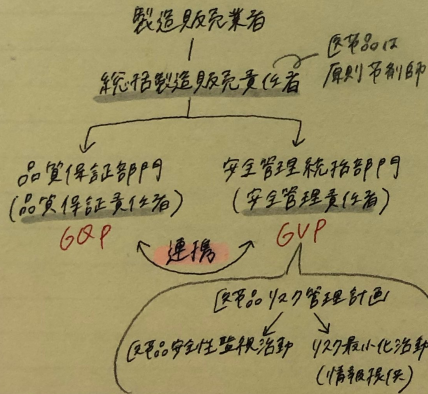 製造販売業者
総括製造販売責任者
医薬品は
原則薬剤師
品質保証部門
(品質保証責任者)
GQP
連携
安全管理統括部門
(安全管理責任者)
GVP
医薬品リスク管理計画
医薬品安全性監視活動
リスク最小化活動
(情報提供)